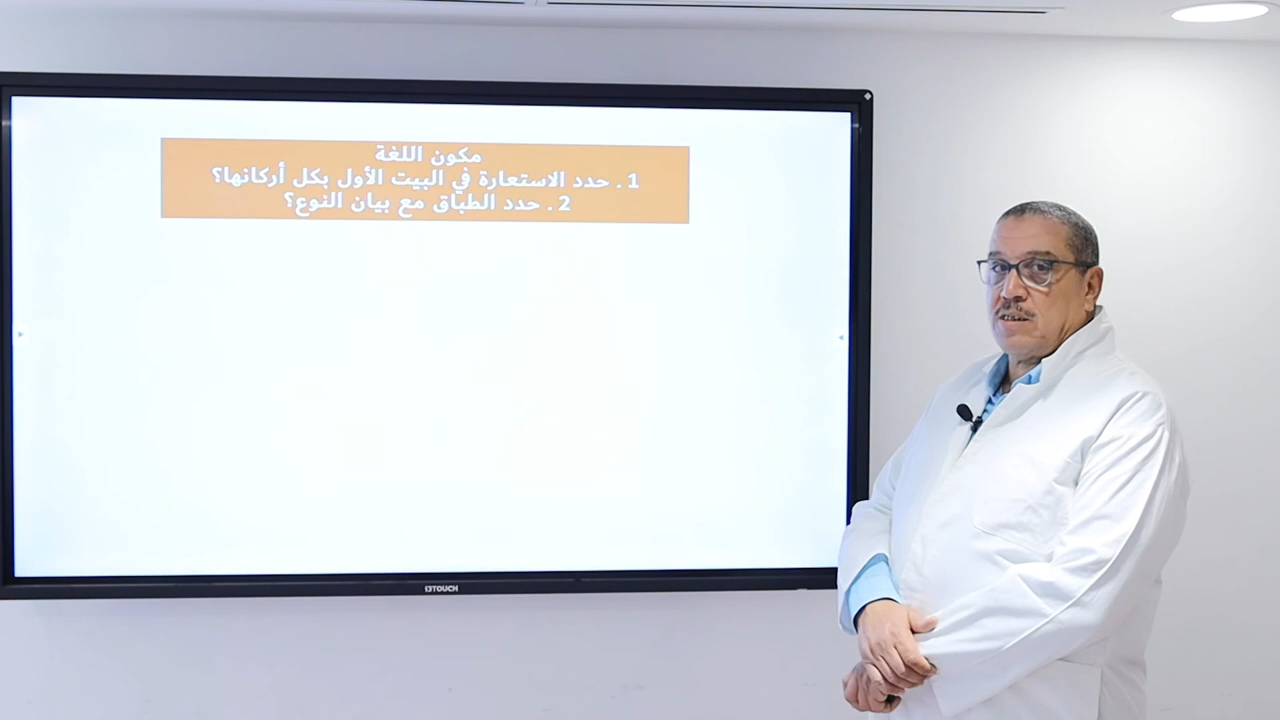 مكون اللغة
1 . حدد الاستعارة في البيت الأول بكل أركانها؟
2 . حدد الطباق مع بيان النوع؟
i3TOUCH